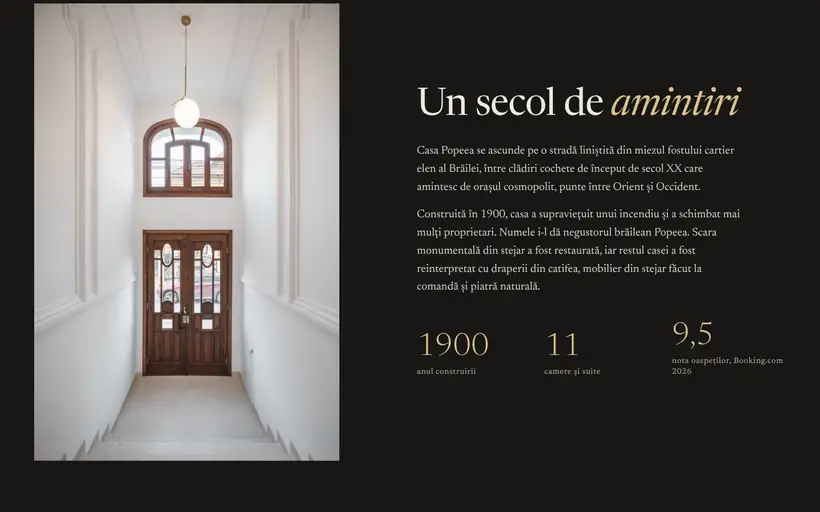 Un secol de amintiri
Casa Popeea se ascunde pe o stradă liniștită din miezul fostului cartier
elen al Brăilei, între clădiri cochete de început de secol XX care
amintesc de orașul cosmopolit, punte între Orient și Occident.
Construită în 1900, casa a supraviețuit unui incendiu și a schimbat mai
mulți proprietari. Numele i-l dă negustorul brăilean Popeea. Scara
monumentală din stejar a fost restaurată, iar restul casei a fost
reinterpretat cu draperii din catifea, mobilier din stejar făcut la
comandă și piatră naturală.
1900
anul construirii
11
camere și suite
9,5
nota oaspeților, Booking.com
2026